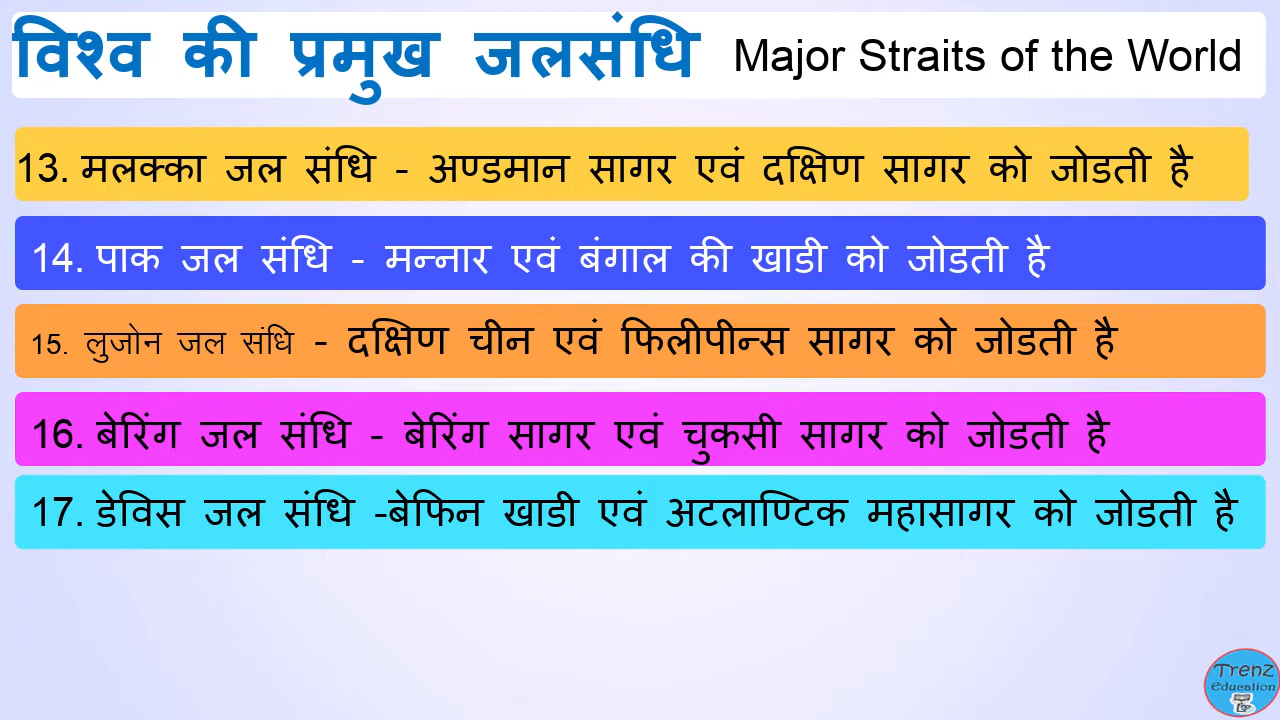 विश्व की प्रमुख जलसंधि Major Straits of the World
13. मलक्का जल संधि - अण्डमान सागर एवं दक्षिण सागर को जोडती है
14. पाक जल संधि - मन्नार एवं बंगाल की खाडी को जोडती है
15. लुजोन जल संधि - दक्षिण चीन एवं फिलीपीन्स सागर को जोडती है
16. बेरिंग जल संधि - बेरिंग सागर एवं चुकसी सागर को जोडती है
17. डेविस जल संधि -बेफिन खाडी एवं अटलाण्टिक महासागर को जोडती है
TrenZ
Education